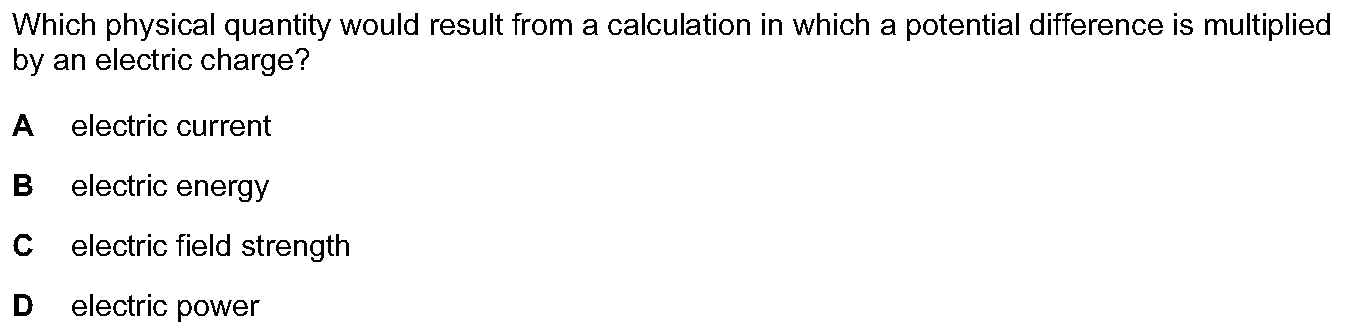 Which physical quantity would result from a calculation in which a potential difference is multiplied
by an electric charge?
A electric current
B electric energy
C electric field strength
D electric power